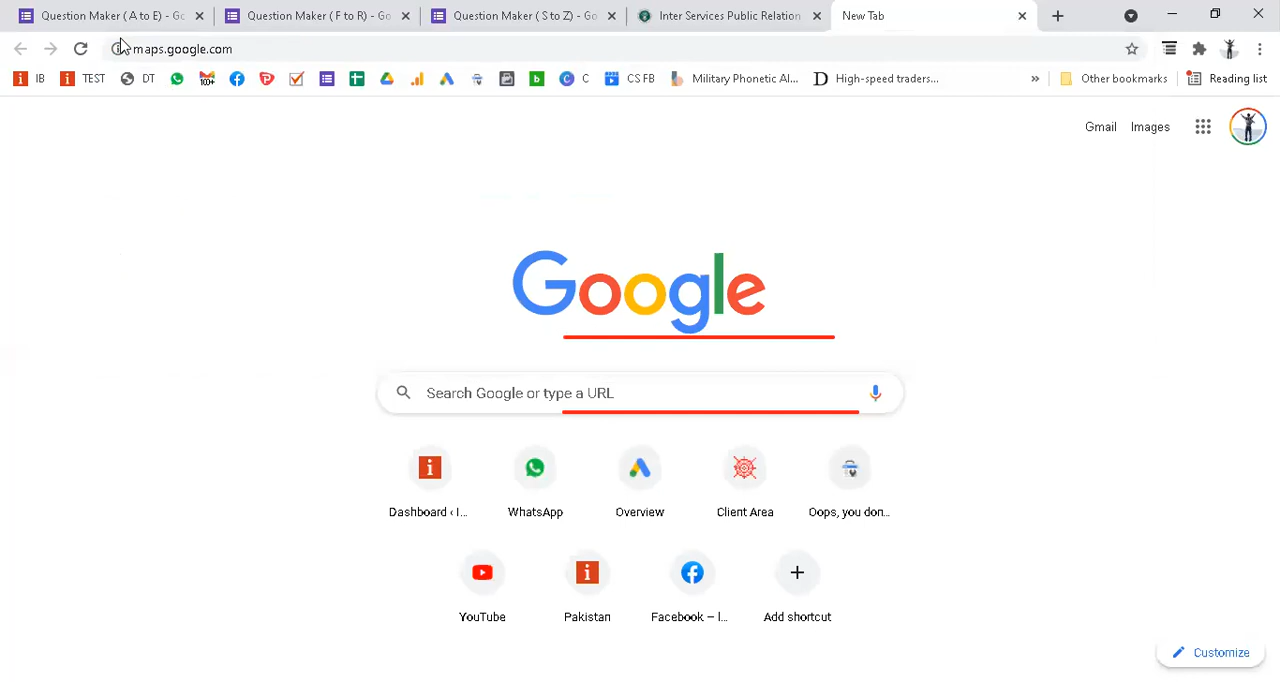 Question Maker ( A to E) - Gc
Question Maker ( F to R) - Go
Question Maker ( S to Z) - Go
Inter Services Public Relation
New Tab
maps.google.com
IB
TEST
DT
100+
C
CS FB
Military Phonetic Al...
High-speed traders...
»
Other bookmarks
Reading list
Gmail
Images
Google
Search Google or type a URL
Dashboard ‹ I...
WhatsApp
Overview
Client Area
Oops, you don...
YouTube
Pakistan
Facebook – l...
Add shortcut
Customize